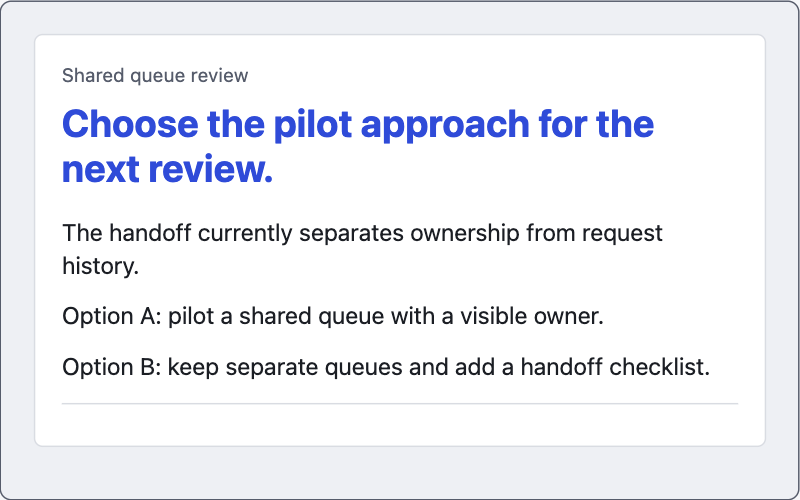 Shared queue review
Choose the pilot approach for the
next review.
The handoff currently separates ownership from request
history.
Option A: pilot a shared queue with a visible owner.
Option B: keep separate queues and add a handoff checklist.